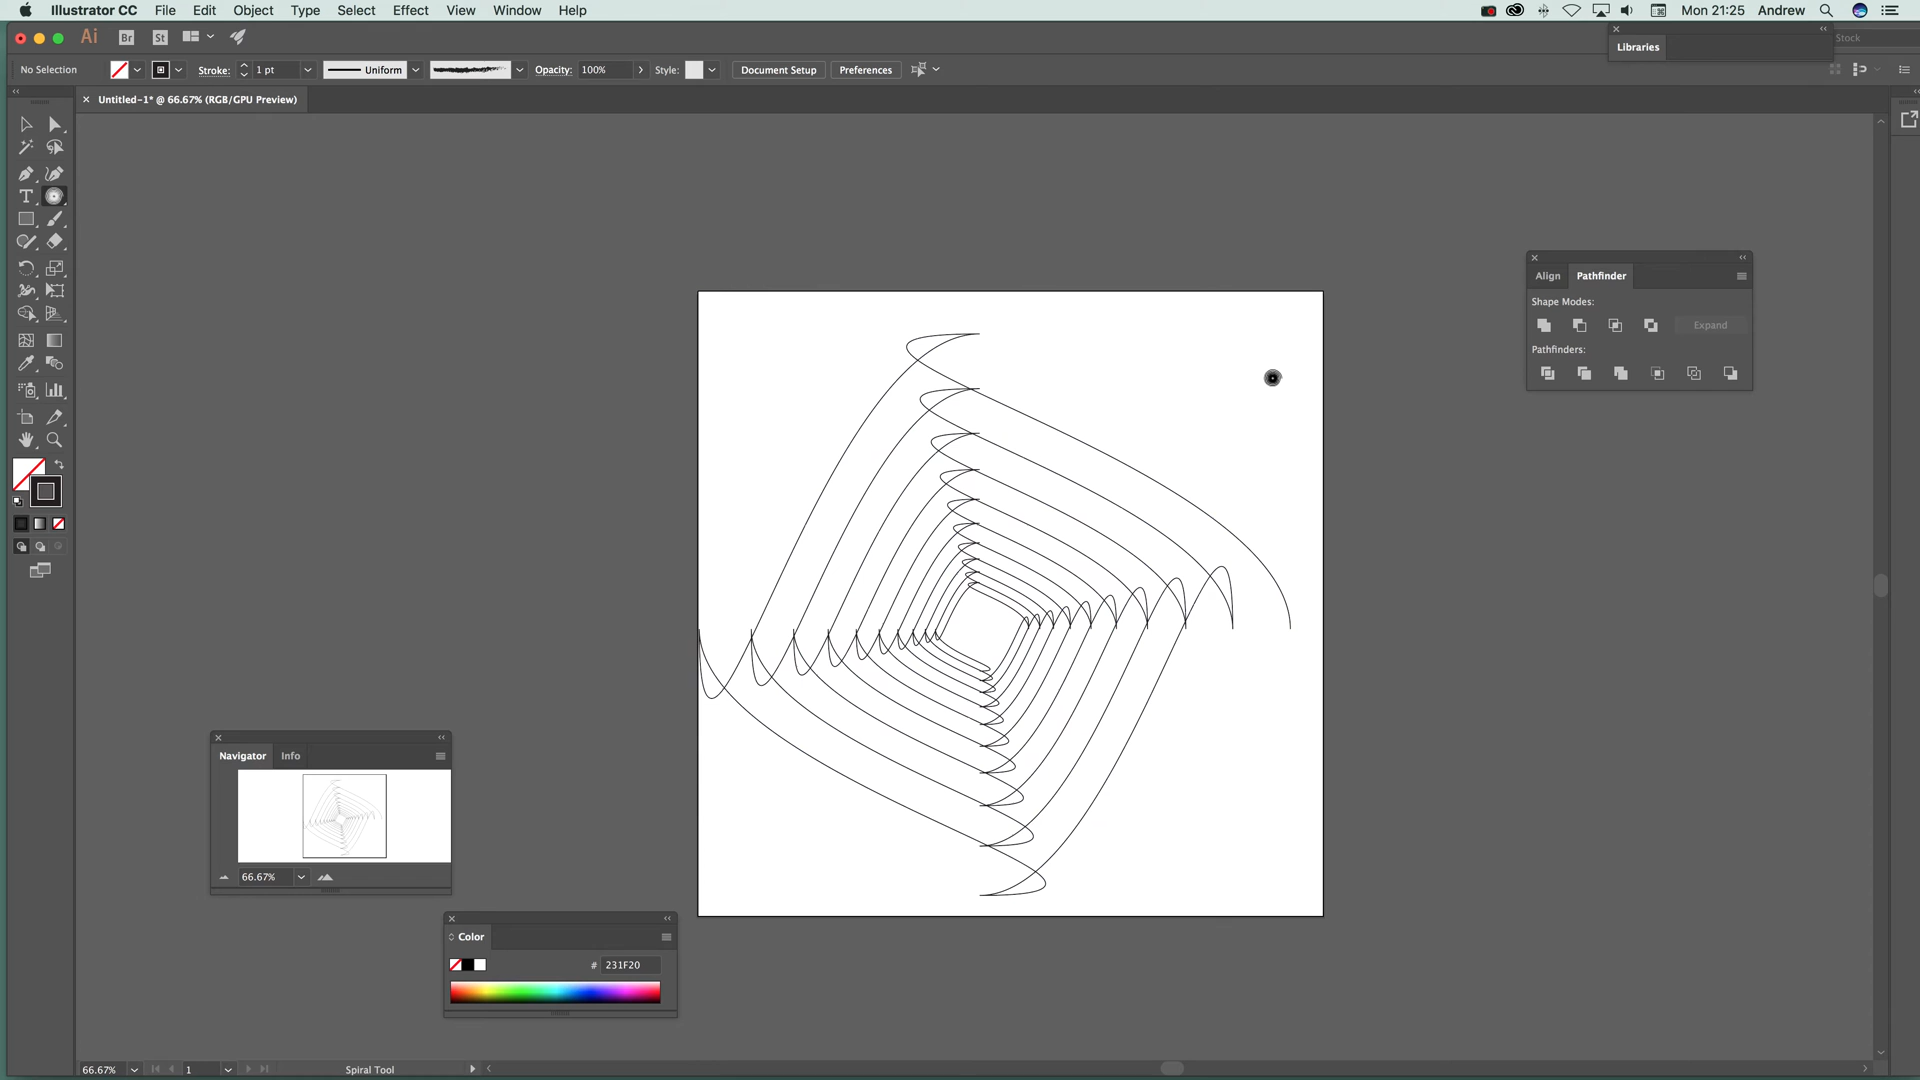 Illustrator CC File Edit Object Type Select Effect View Window Help Mon 21:25 Andrew
Ai Br St Stock
Libraries
No Selection Stroke: 1 pt Uniform Opacity: 100% Style: Document Setup Preferences
Untitled-1* @ 66.67% (RGB/GPU Preview)
Align Pathfinder
Shape Modes:
Expand
Pathfinders:
Navigator Info
66.67%
Color
# 231F20
66.67% 1 Spiral Tool